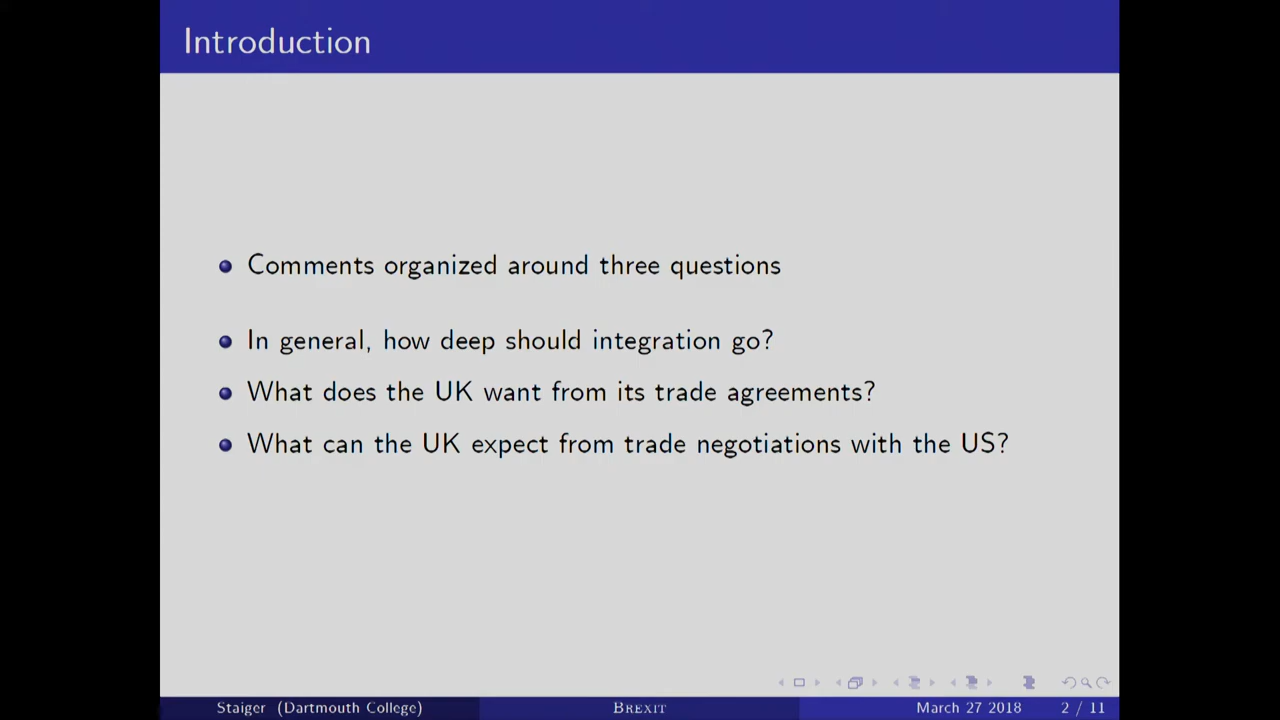 Introduction
Comments organized around three questions
In general, how deep should integration go?
What does the UK want from its trade agreements?
What can the UK expect from trade negotiations with the US?
Staiger (Dartmouth College) BREXIT March 27 2018 2 / 11